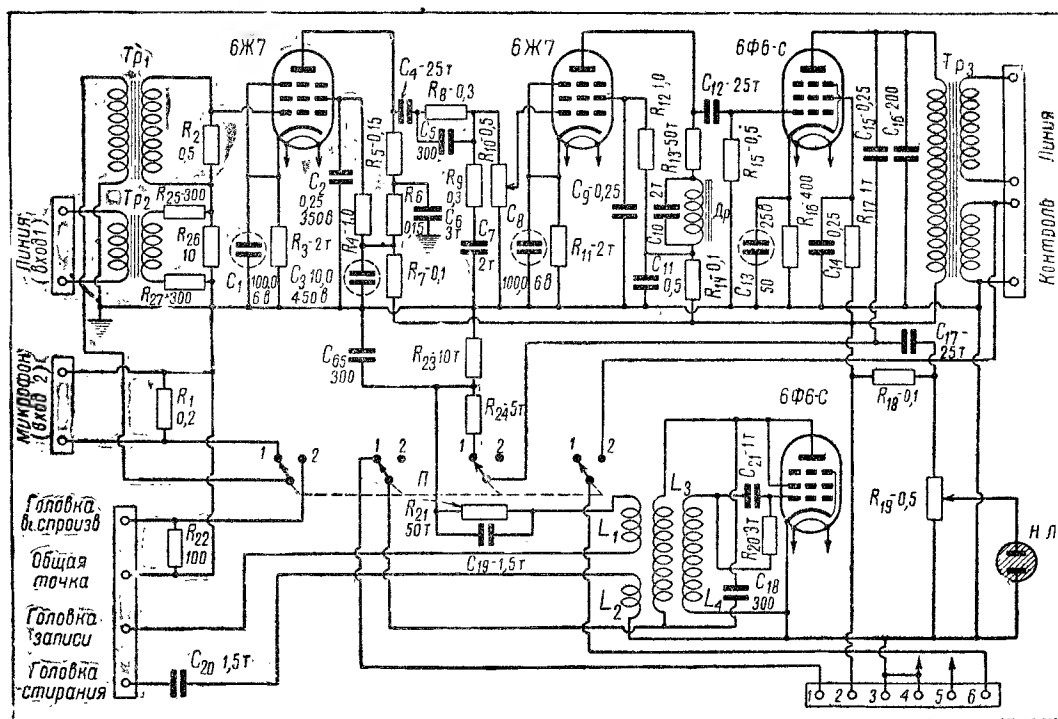 Тр1
6Ж7
6Ж7
6Ф6-С
Тр3
C4-25т
R8-0,3
C5
300
R5-0,15
R10-0,5
C12-25т
R12-1,0
R13-50т
R15-0,5
C15-0,25
C16-200
R2
0,5
R25-300
Тр2
R26
10
R27-300
C1
100,0
6в
R3-2т
C2
0,25
350в
C3 10,0
450в
R4-1,0
R6
0,15
C6
3т
R7-0,1
R9
0,3
C7
2т
C8
100,0
6в
R11-2т
C9-0,25
C10
2т
Др
C11
0,5
R14-0,1
C13
50
25в
R16-400
C14
0,25
R17 1т
Линия
Контроль
Линия
(вход 1)
Микрофон
(вход 2)
R1
0,2
C65
300
R23-10т
R24-5т
C17-
25т
R18-0,1
6Ф6-С
1
2
1
2
1
2
1
2
П
R21
50т
C19-1,5т
L1
L2
L3
L4
C21-1т
R20-3т
C18
300
R19-0,5
НЛ
Головка
воспроизв
R22
100
Общая
точка
Головка
записи
Головка
стирания
C20 1,5т
1
2
3
4
5
6